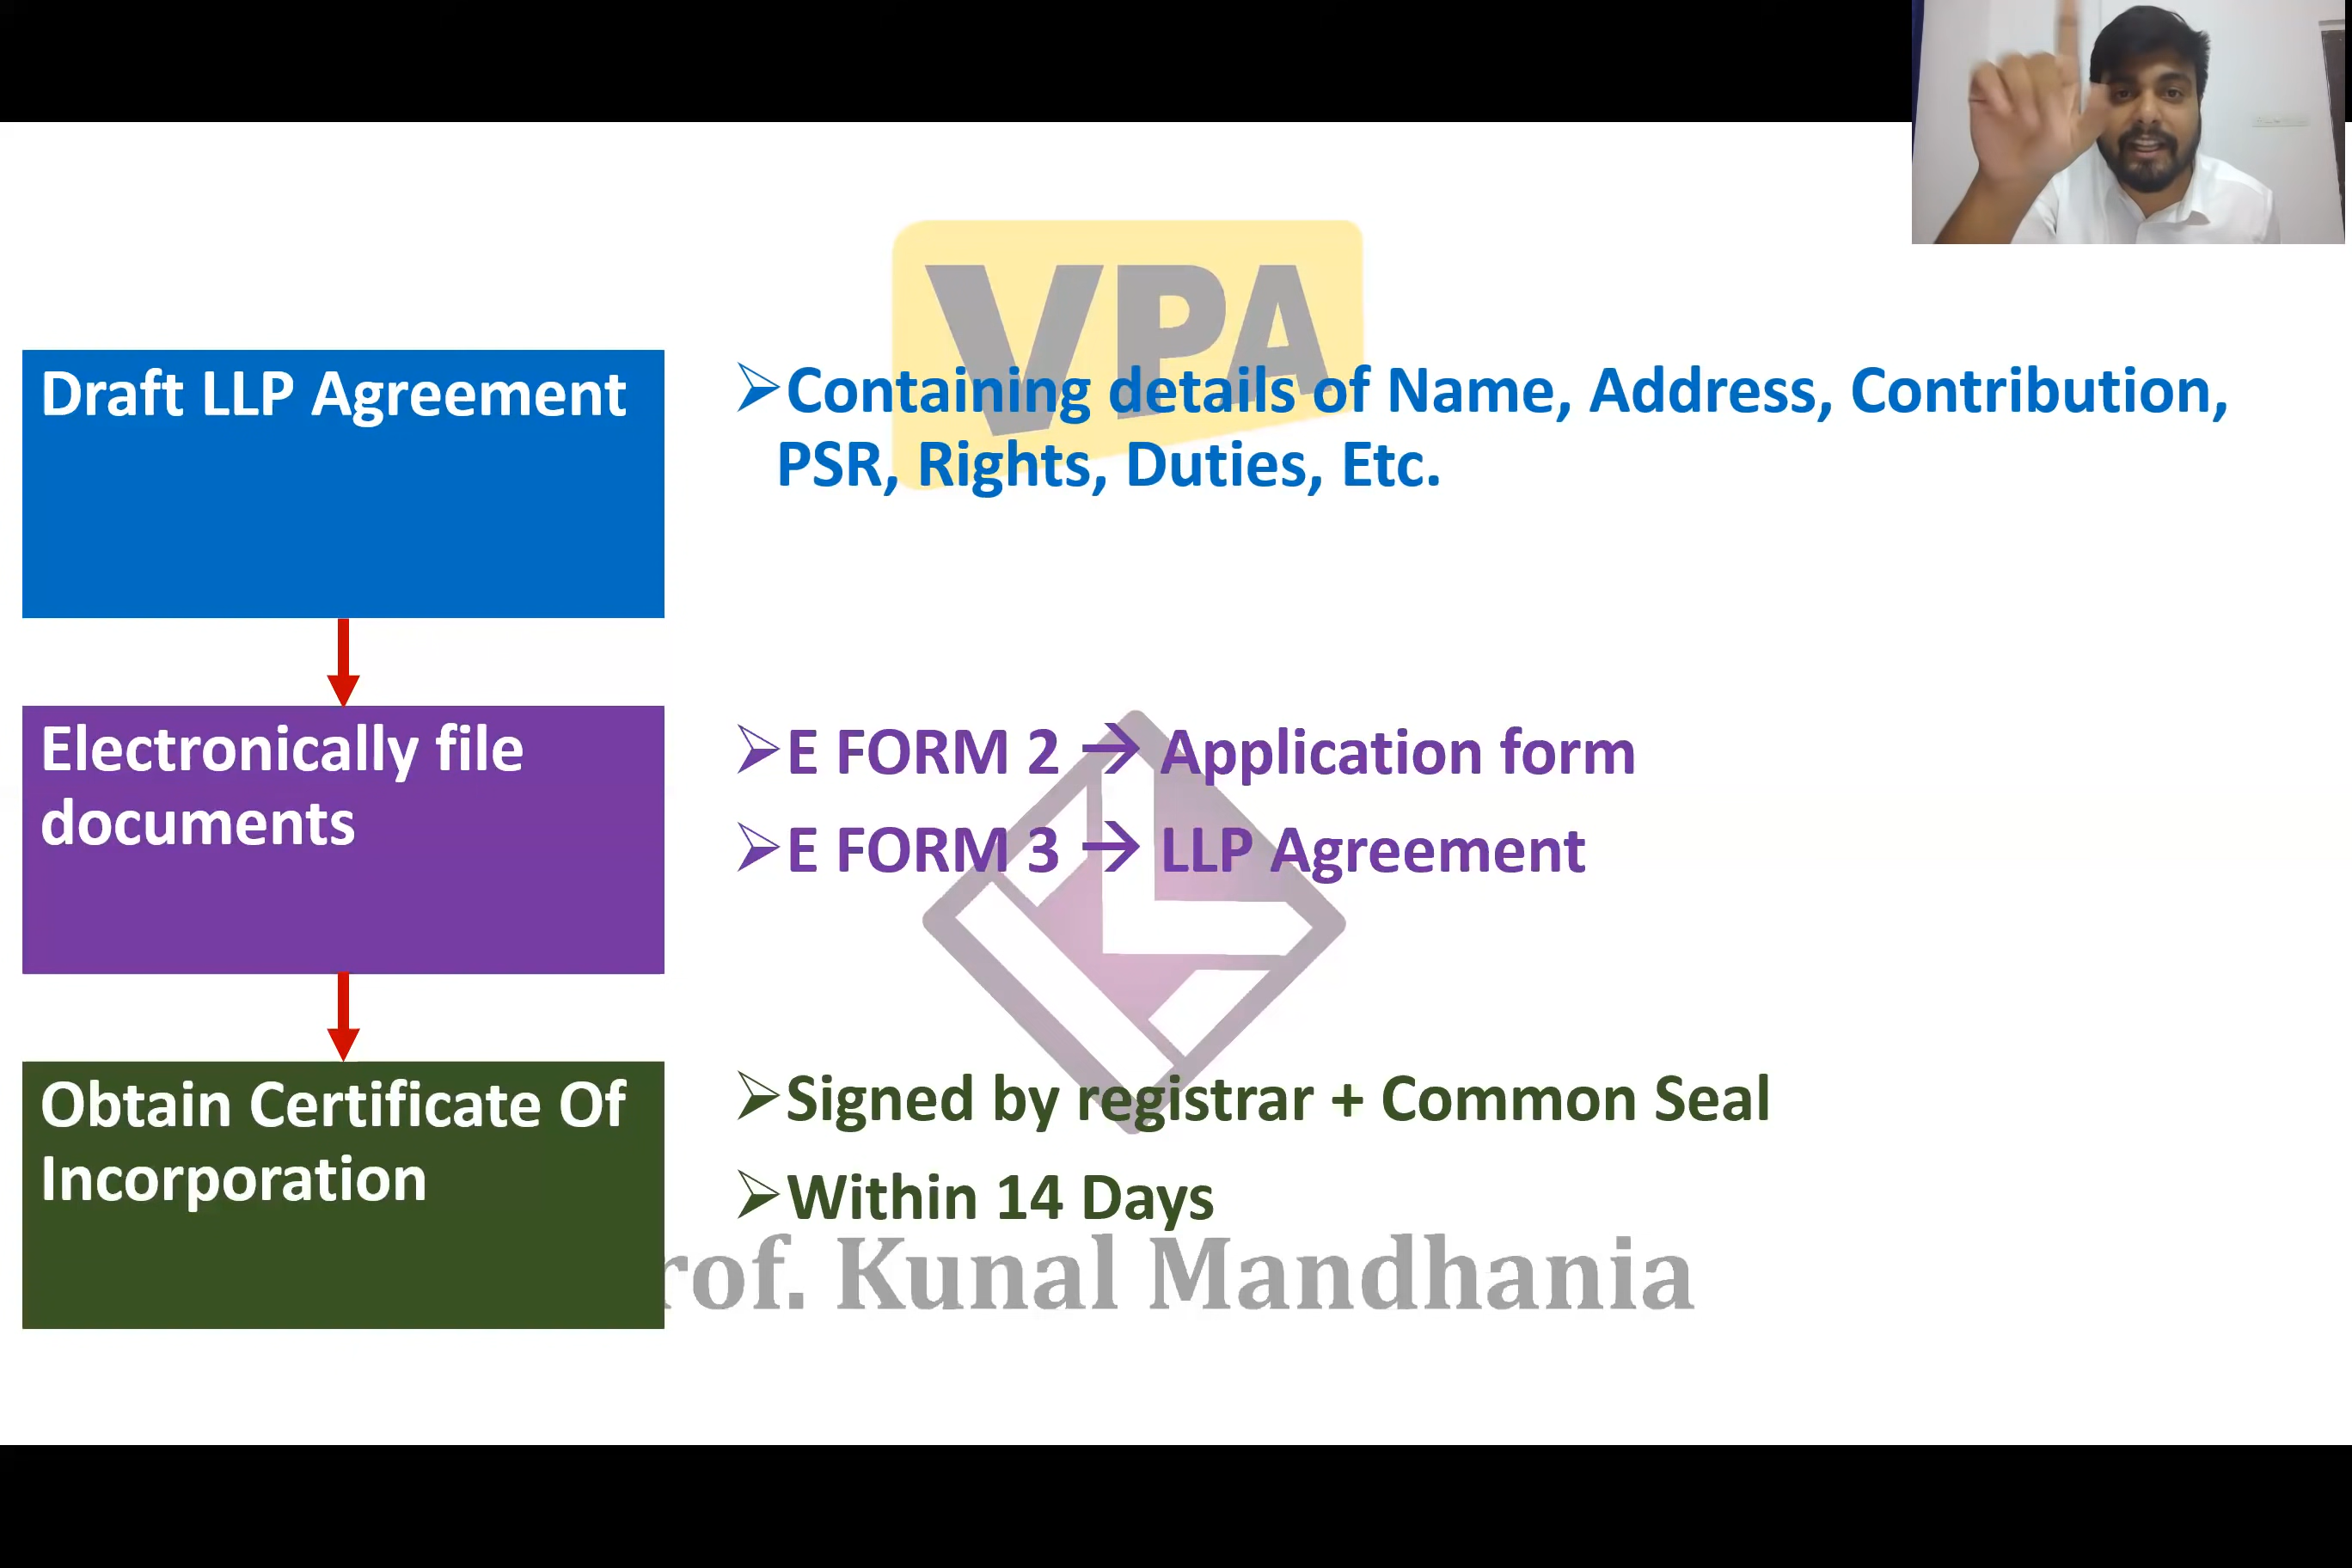 VPA
Draft LLP Agreement
➢Containing details of Name, Address, Contribution,
PSR, Rights, Duties, Etc.
Electronically file
documents
➢E FORM 2 → Application form
➢E FORM 3 → LLP Agreement
Obtain Certificate Of
Incorporation
➢Signed by registrar + Common Seal
➢Within 14 Days
rof. Kunal Mandhania